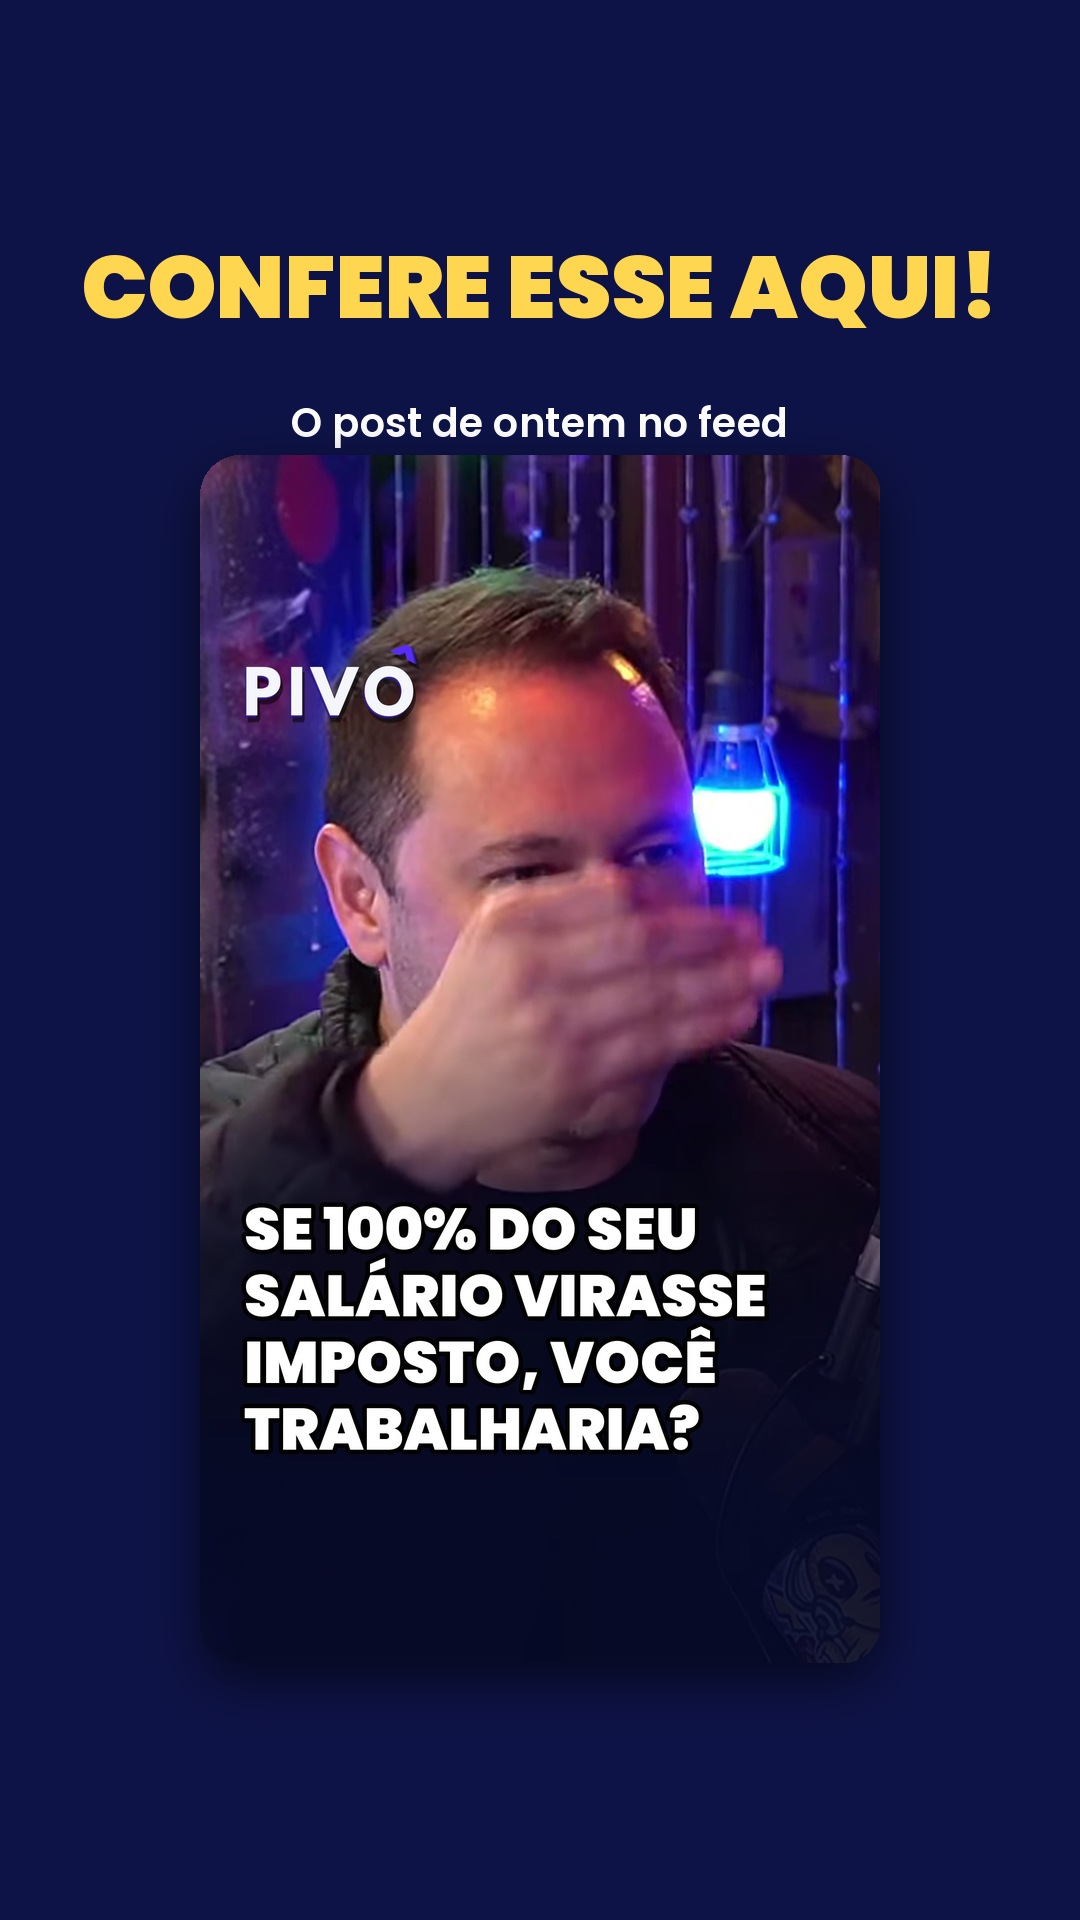 CONFERE ESSE AQUI!
O post de ontem no feed
PIVÔ
SE 100% DO SEU
SALÁRIO VIRASSE
IMPOSTO, VOCÊ
TRABALHARIA?